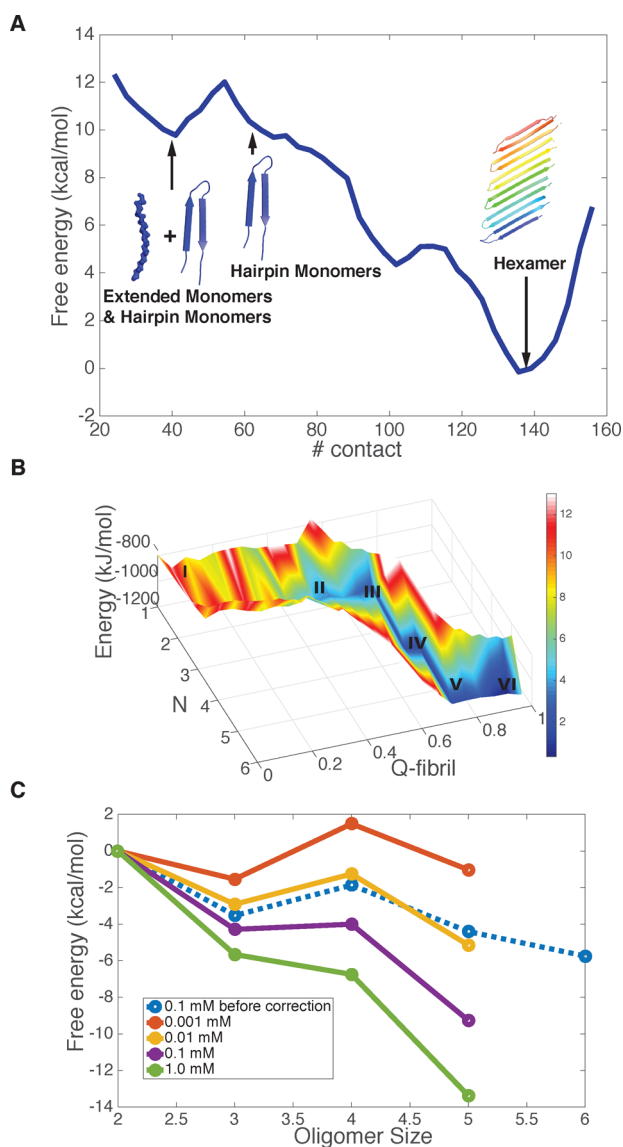 A
14
12
10
8
6
4
2
0
-2
Free energy (kcal/mol)
+
Extended Monomers
& Hairpin Monomers
Hairpin Monomers
Hexamer
20 40 60 80 100 120 140 160
# contact
B
Energy (kJ/mol)
-800
-1000
-1200
I
II
III
IV
V
VI
1
2
3
4
5
6
N
0
0.2
0.4
0.6
0.8
1
Q-fibril
12
10
8
6
4
2
C
2
0
-2
-4
-6
-8
-10
-12
-14
Free energy (kcal/mol)
0.1 mM before correction
0.001 mM
0.01 mM
0.1 mM
1.0 mM
2 2.5 3 3.5 4 4.5 5 5.5 6
Oligomer Size